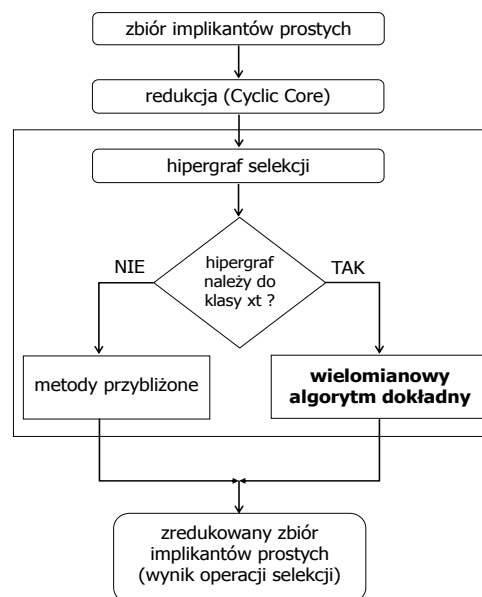 zbiór implikantów prostych
redukcja (Cyclic Core)
hipergraf selekcji
NIE
hipergraf
należy do
klasy xt ?
TAK
metody przybliżone
wielomianowy
algorytm dokładny
zredukowany zbiór
implikantów prostych
(wynik operacji selekcji)